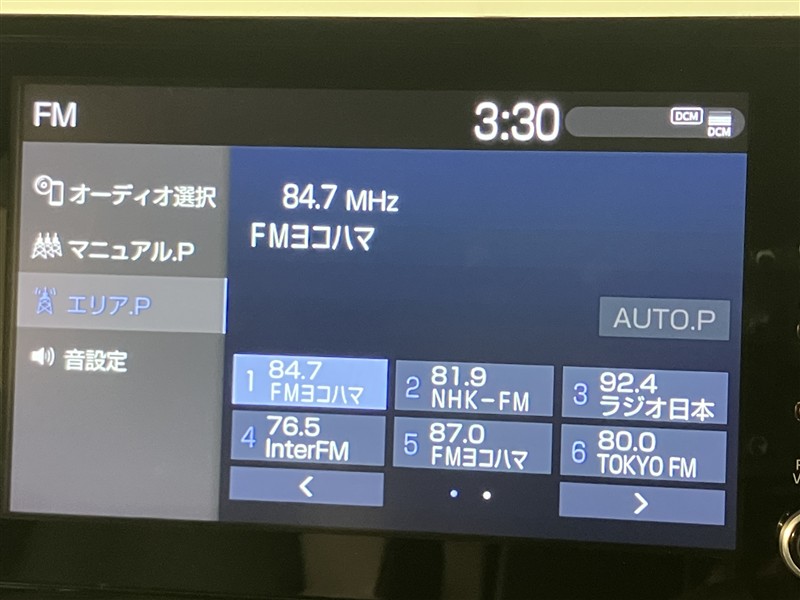 FM
3:30
DCM
DCM
オーディオ選択
マニュアル.P
エリア.P
音設定
84.7 MHz
FMヨコハマ
AUTO.P
1 84.7 FMヨコハマ
2 81.9 NHK-FM
3 92.4 ラジオ日本
4 76.5 InterFM
5 87.0 FMヨコハマ
6 80.0 TOKYO FM
<
>